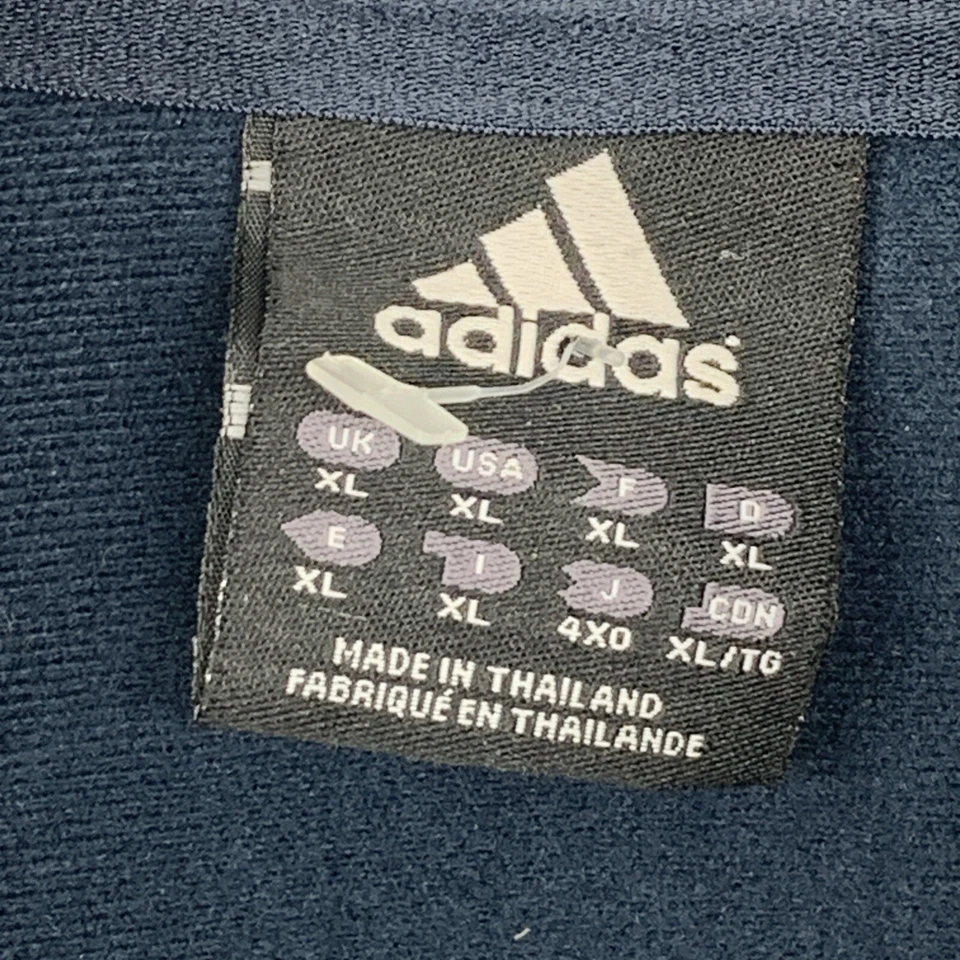 adidas
UK USA F D
XL XL XL XL
E I J CDN
XL XL 4XO XL/TG
MADE IN THAILAND
FABRIQUÉ EN THAILANDE